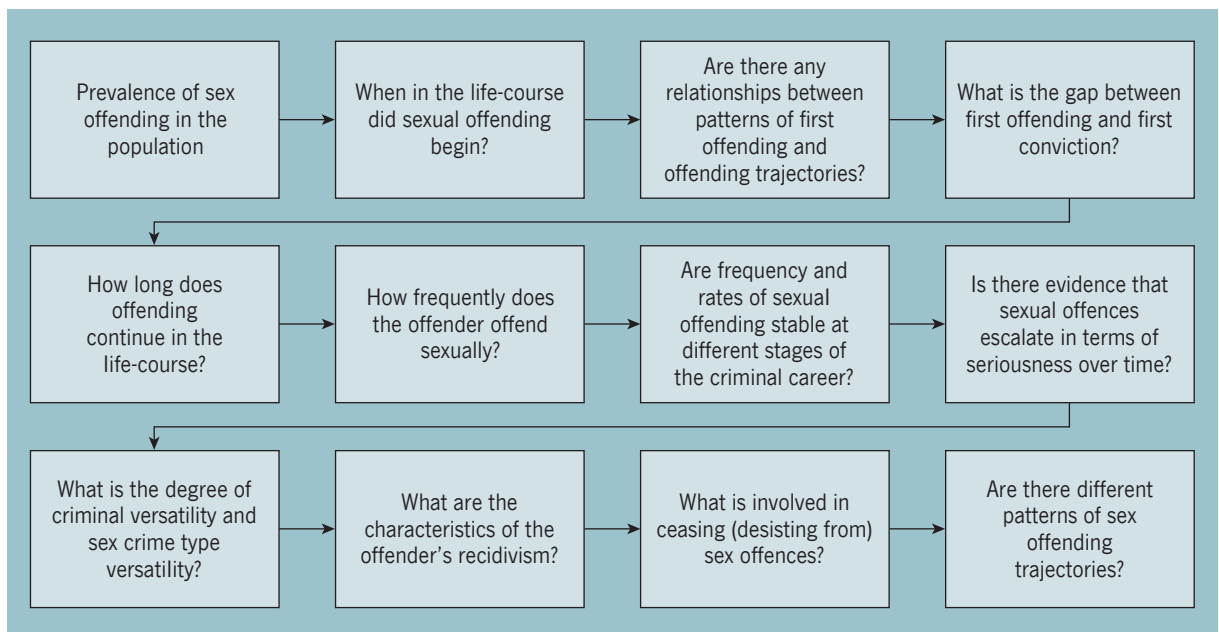 Prevalence of sex
offending in the
population
When in the life-course
did sexual offending
begin?
Are there any
relationships between
patterns of first
offending and
offending trajectories?
What is the gap between
first offending and first
conviction?
How long does
offending
continue in the
life-course?
How frequently does
the offender offend
sexually?
Are frequency and
rates of sexual
offending stable at
different stages of
the criminal career?
Is there evidence that
sexual offences
escalate in terms of
seriousness over time?
What is the degree of
criminal versatility and
sex crime type
versatility?
What are the
characteristics of the
offender’s recidivism?
What is involved in
ceasing (desisting from)
sex offences?
Are there different
patterns of sex
offending
trajectories?